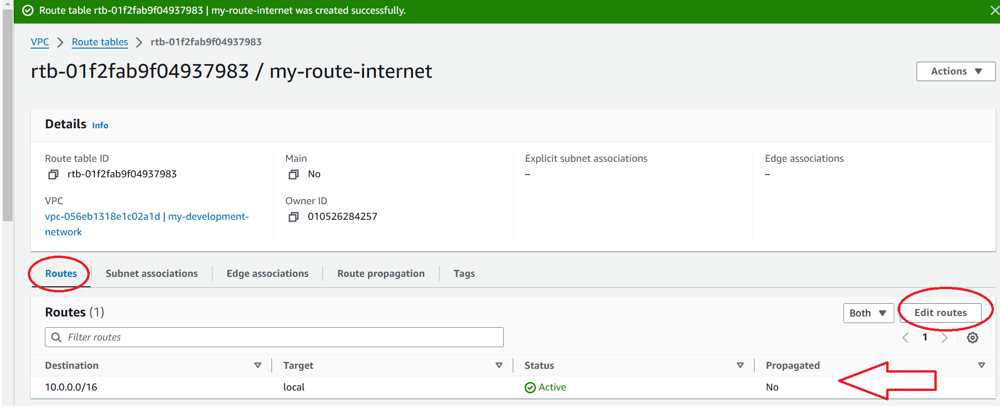 Route table rtb-01f2fab9f04937983 | my-route-internet was created successfully.
VPC > Route tables > rtb-01f2fab9f04937983
rtb-01f2fab9f04937983 / my-route-internet
Actions
Details Info
Route table ID
rtb-01f2fab9f04937983
Main
No
Explicit subnet associations
–
Edge associations
–
VPC
vpc-056eb1318e1c02a1d | my-development-
network
Owner ID
010526284257
Routes Subnet associations Edge associations Route propagation Tags
Routes (1)
Both
Edit routes
Filter routes
1
Destination Target Status Propagated
10.0.0.0/16 local Active No